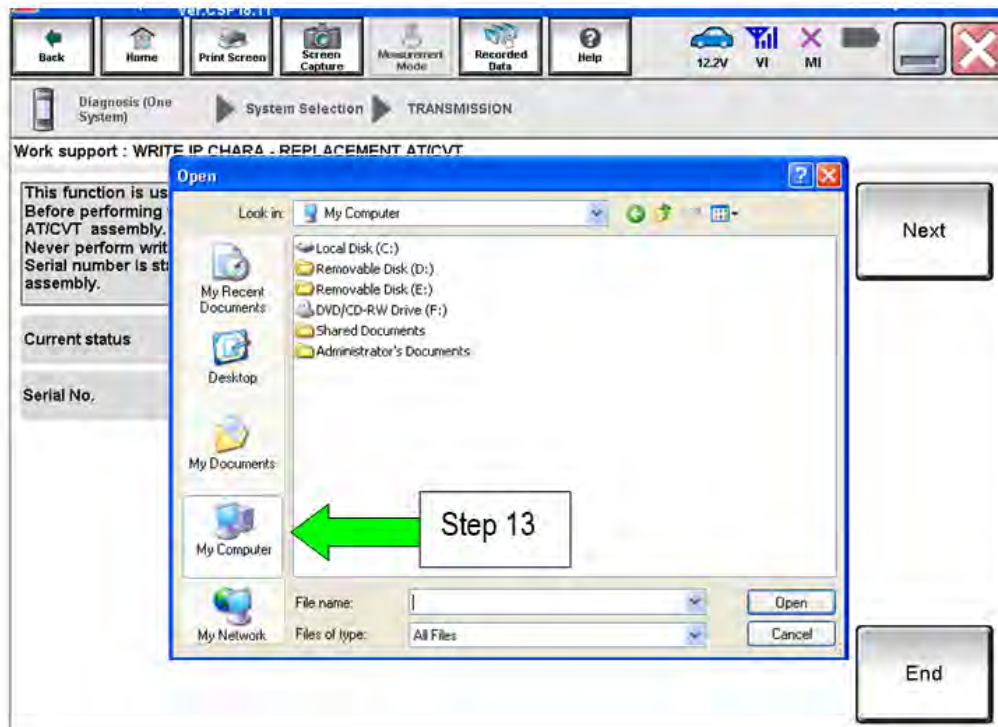 Ver.CSP16.11
Back
Home
Print Screen
Screen Capture
Measurement Mode
Recorded Data
Help
12.2V
VI
MI
Diagnosis (One System)
System Selection
TRANSMISSION
Work support : WRITE IP CHARA - REPLACEMENT AT/CVT
This function is us
Before performing
AT/CVT assembly.
Never perform writ
Serial number is sta
assembly.
Current status
Serial No.
Open
Look in:
My Computer
Local Disk (C:)
Removable Disk (D:)
Removable Disk (E:)
DVD/CD-RW Drive (F:)
Shared Documents
Administrator's Documents
My Recent Documents
Desktop
My Documents
My Computer
My Network
Step 13
File name:
Files of type:
All Files
Open
Cancel
Next
End